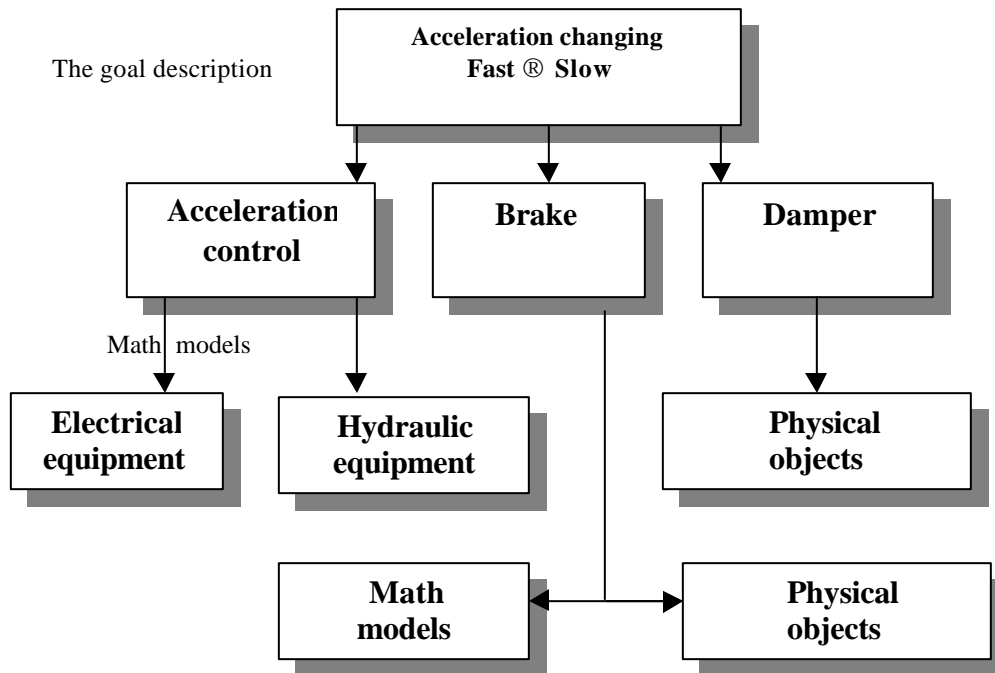 Acceleration changing
Fast ® Slow
The goal description
Acceleration
control
Brake
Damper
Math models
Electrical
equipment
Hydraulic
equipment
Physical
objects
Math
models
Physical
objects